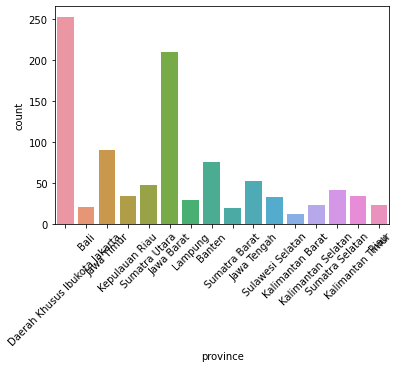 count
250
200
150
100
50
0
Daerah Khusus Ibukota Jakarta
Bali
Jawa Timur
Kepulauan Riau
Sumatra Utara
Jawa Barat
Lampung
Banten
Sumatra Barat
Jawa Tengah
Sulawesi Selatan
Kalimantan Barat
Kalimantan Selatan
Sumatra Selatan
Kalimantan Timur
Riau
province